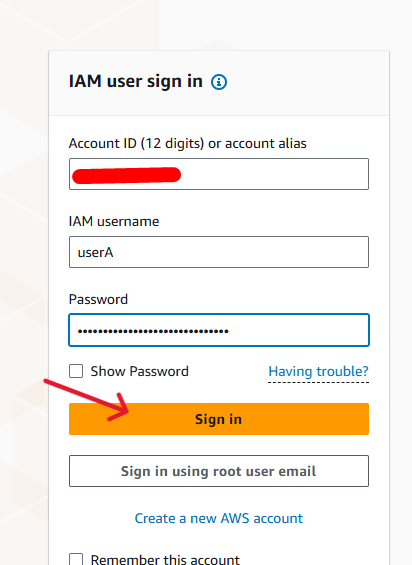 IAM user sign in
Account ID (12 digits) or account alias
IAM username
userA
Password
••••••••••••••••••••••••••••••
Show Password
Having trouble?
Sign in
Sign in using root user email
Create a new AWS account
Remember this account